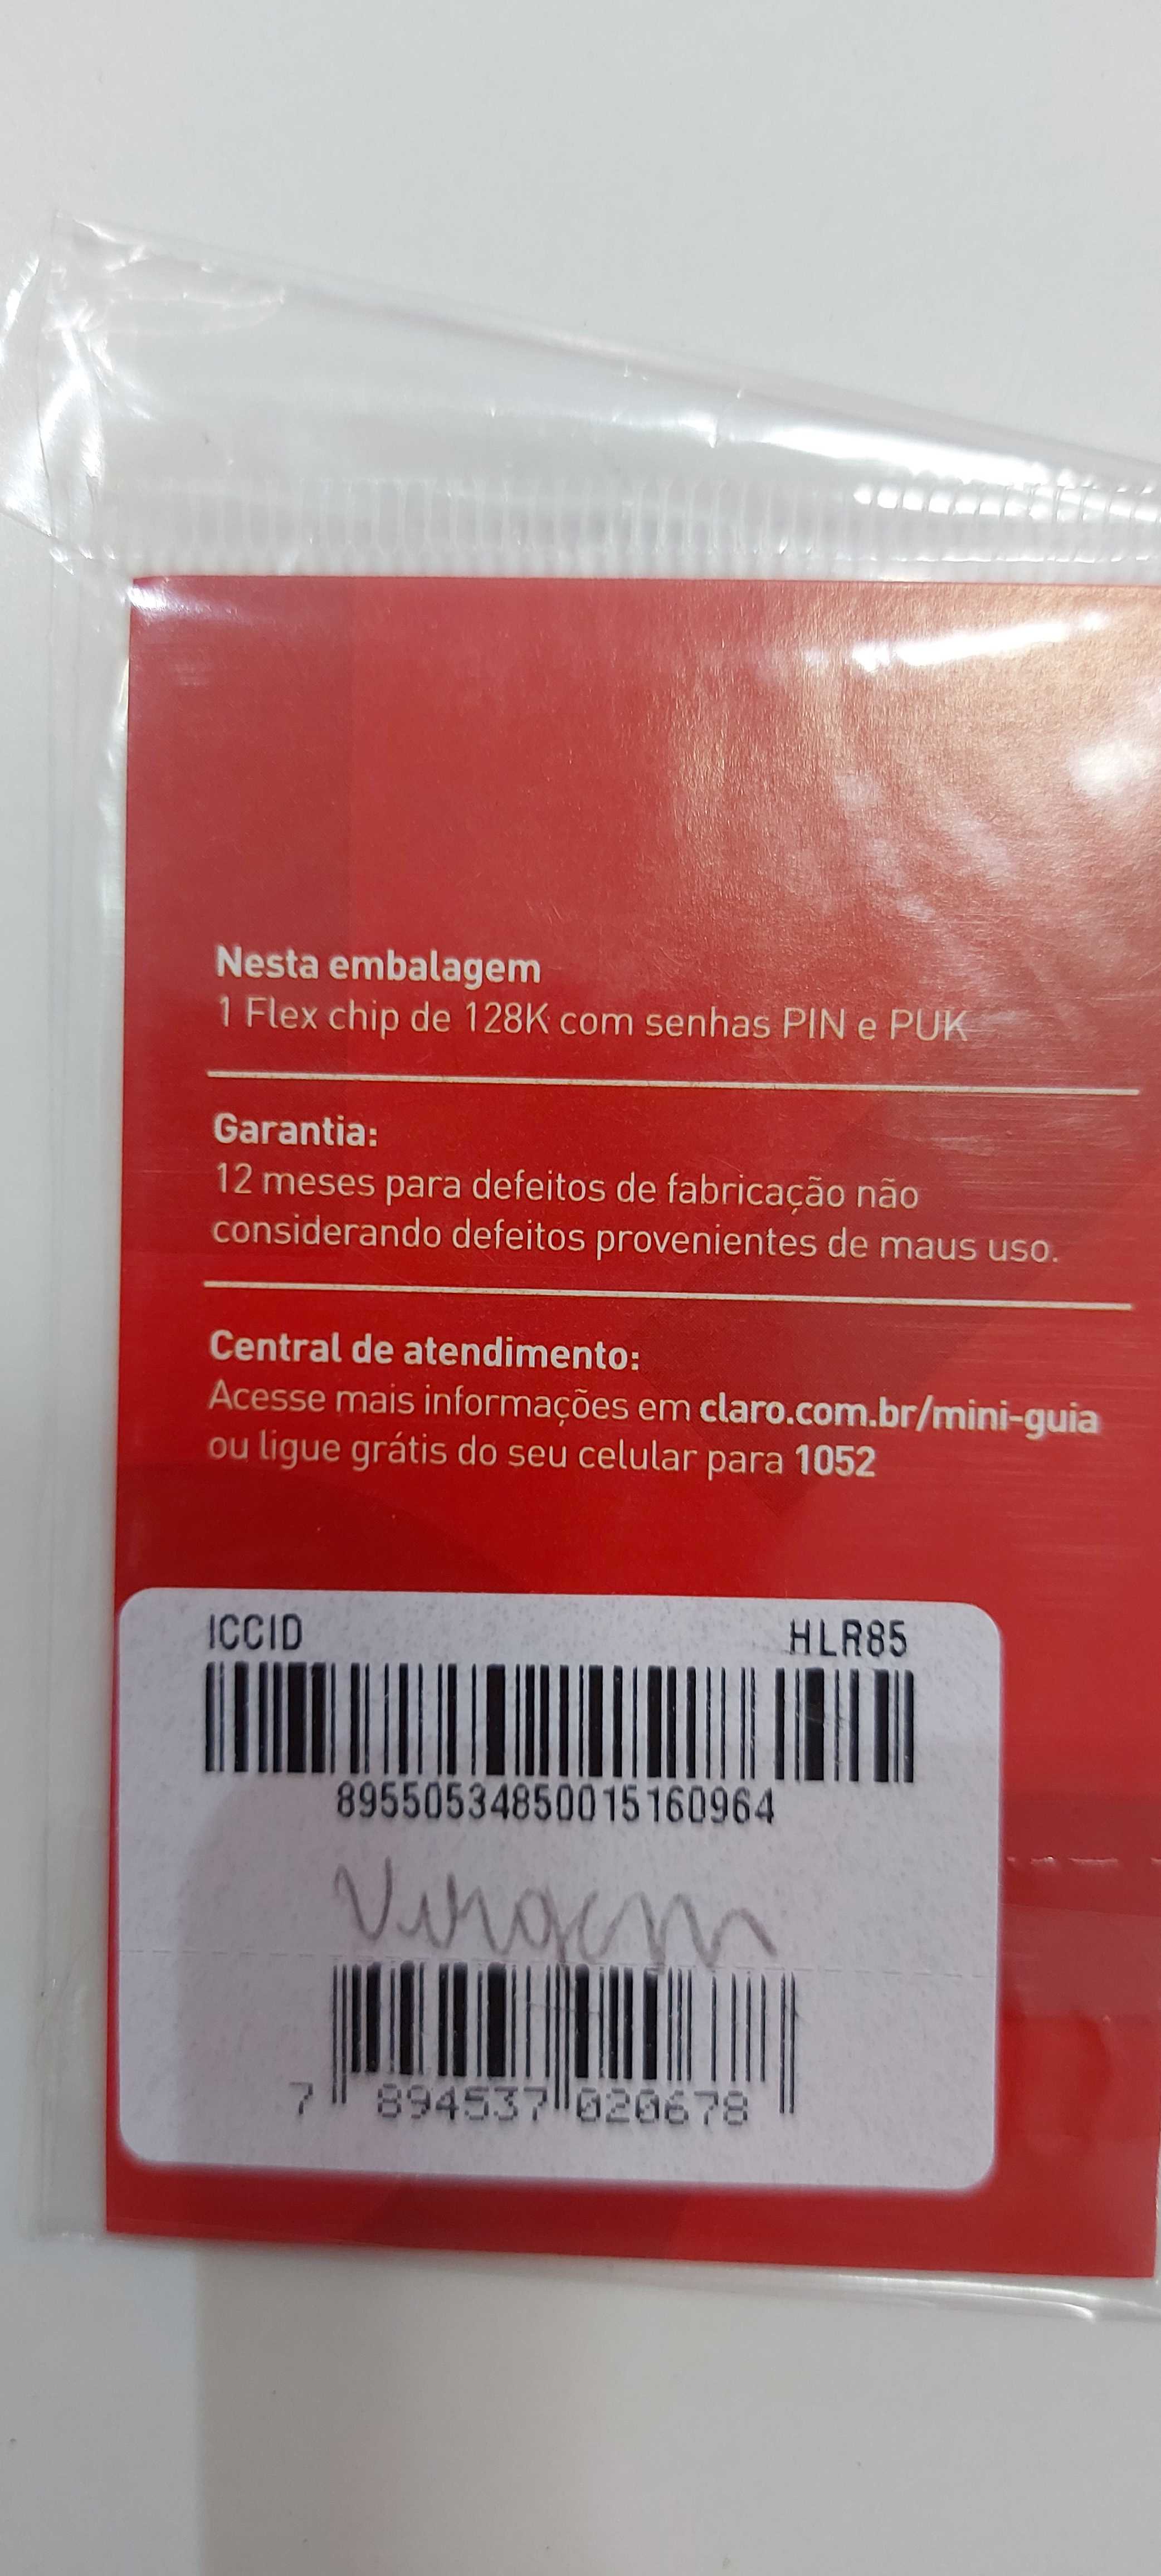 Nesta embalagem
1 Flex chip de 128K com senhas PIN e PUK
Garantia:
12 meses para defeitos de fabricação não
considerando defeitos provenientes de maus uso.
Central de atendimento:
Acesse mais informações em claro.com.br/mini-guia
ou ligue grátis do seu celular para 1052
ICCID HLR85
89550534850015160964
Virgem
7 894537 020678